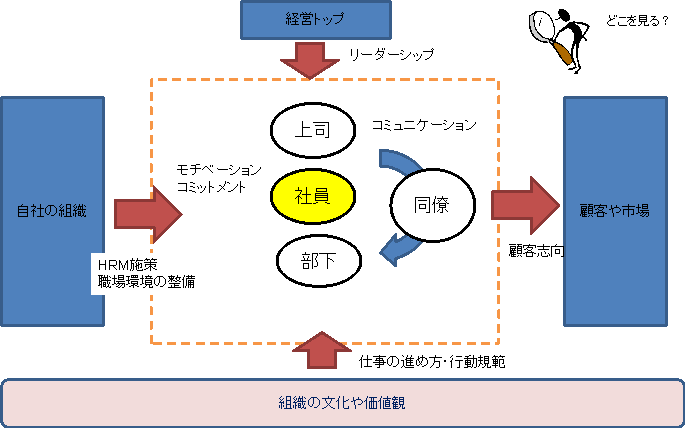 経営トップ
どこを見る？
リーダーシップ
上司
コミュニケーション
モチベーション
コミットメント
社員
自社の組織
同僚
顧客や市場
部下
顧客志向
HRM施策
職場環境の整備
仕事の進め方・行動規範
組織の文化や価値観